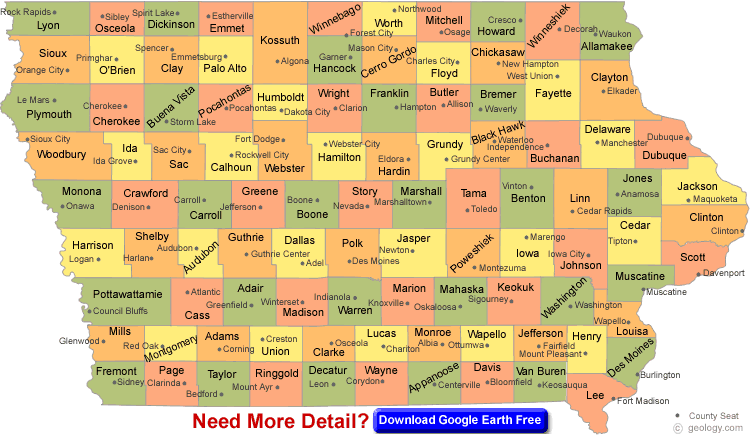 Rock Rapids Sibley Spirit Lake Estherville
Lyon Osceola Dickinson Emmet Winnebago Worth Northwood Mitchell Cresco Howard Winneshiek Decorah Allamakee Waukon
Forest City Osage
Kossuth
Sioux Primghar Spencer Emmetsburg Garner Mason City
Orange City O'Brien Clay Palo Alto Algona Hancock Cerro Gordo Charles City Floyd Chickasaw New Hampton
West Union Clayton Elkader
Fayette
Le Mars Cherokee Buena Vista Pocahontas Humboldt Wright Franklin Butler Bremer
Plymouth Cherokee Storm Lake Pocahontas Dakota City Clarion Hampton Allison Waverly
Sioux City Ida Sac City Fort Dodge Webster City Grundy Black Hawk Waterloo Independence Delaware Manchester Dubuque
Woodbury Ida Grove Sac Rockwell City Calhoun Webster Hamilton Eldora Hardin Grundy Center Buchanan Dubuque
Monona Crawford Carroll Greene Boone Story Marshall Tama Vinton Benton Linn Jones Jackson
Onawa Denison Carroll Jefferson Boone Nevada Marshalltown Toledo Cedar Rapids Anamosa Maquoketa
Harrison Shelby Audubon Guthrie Dallas Polk Jasper Poweshiek Marengo Iowa City Cedar Clinton
Logan Harlan Audubon Guthrie Center Adel Des Moines Newton Montezuma Iowa Johnson Tipton Clinton
Scott Davenport
Pottawattamie Atlantic Adair Winterset Indianola Marion Mahaska Keokuk Washington Muscatine
Council Bluffs Cass Greenfield Madison Warren Knoxville Oskaloosa Sigourney Washington Muscatine
Mills Red Oak Adams Creston Osceola Lucas Monroe Wapello Jefferson Henry Wapello Louisa
Glenwood Montgomery Corning Union Clarke Chariton Albia Ottumwa Fairfield Mount Pleasant
Fremont Page Taylor Ringgold Decatur Wayne Appanoose Davis Van Buren Des Moines
Sidney Clarinda Bedford Mount Ayr Leon Corydon Centerville Bloomfield Keosauqua Burlington
Lee Fort Madison
Need More Detail? Download Google Earth Free
County Seat
© geology.com